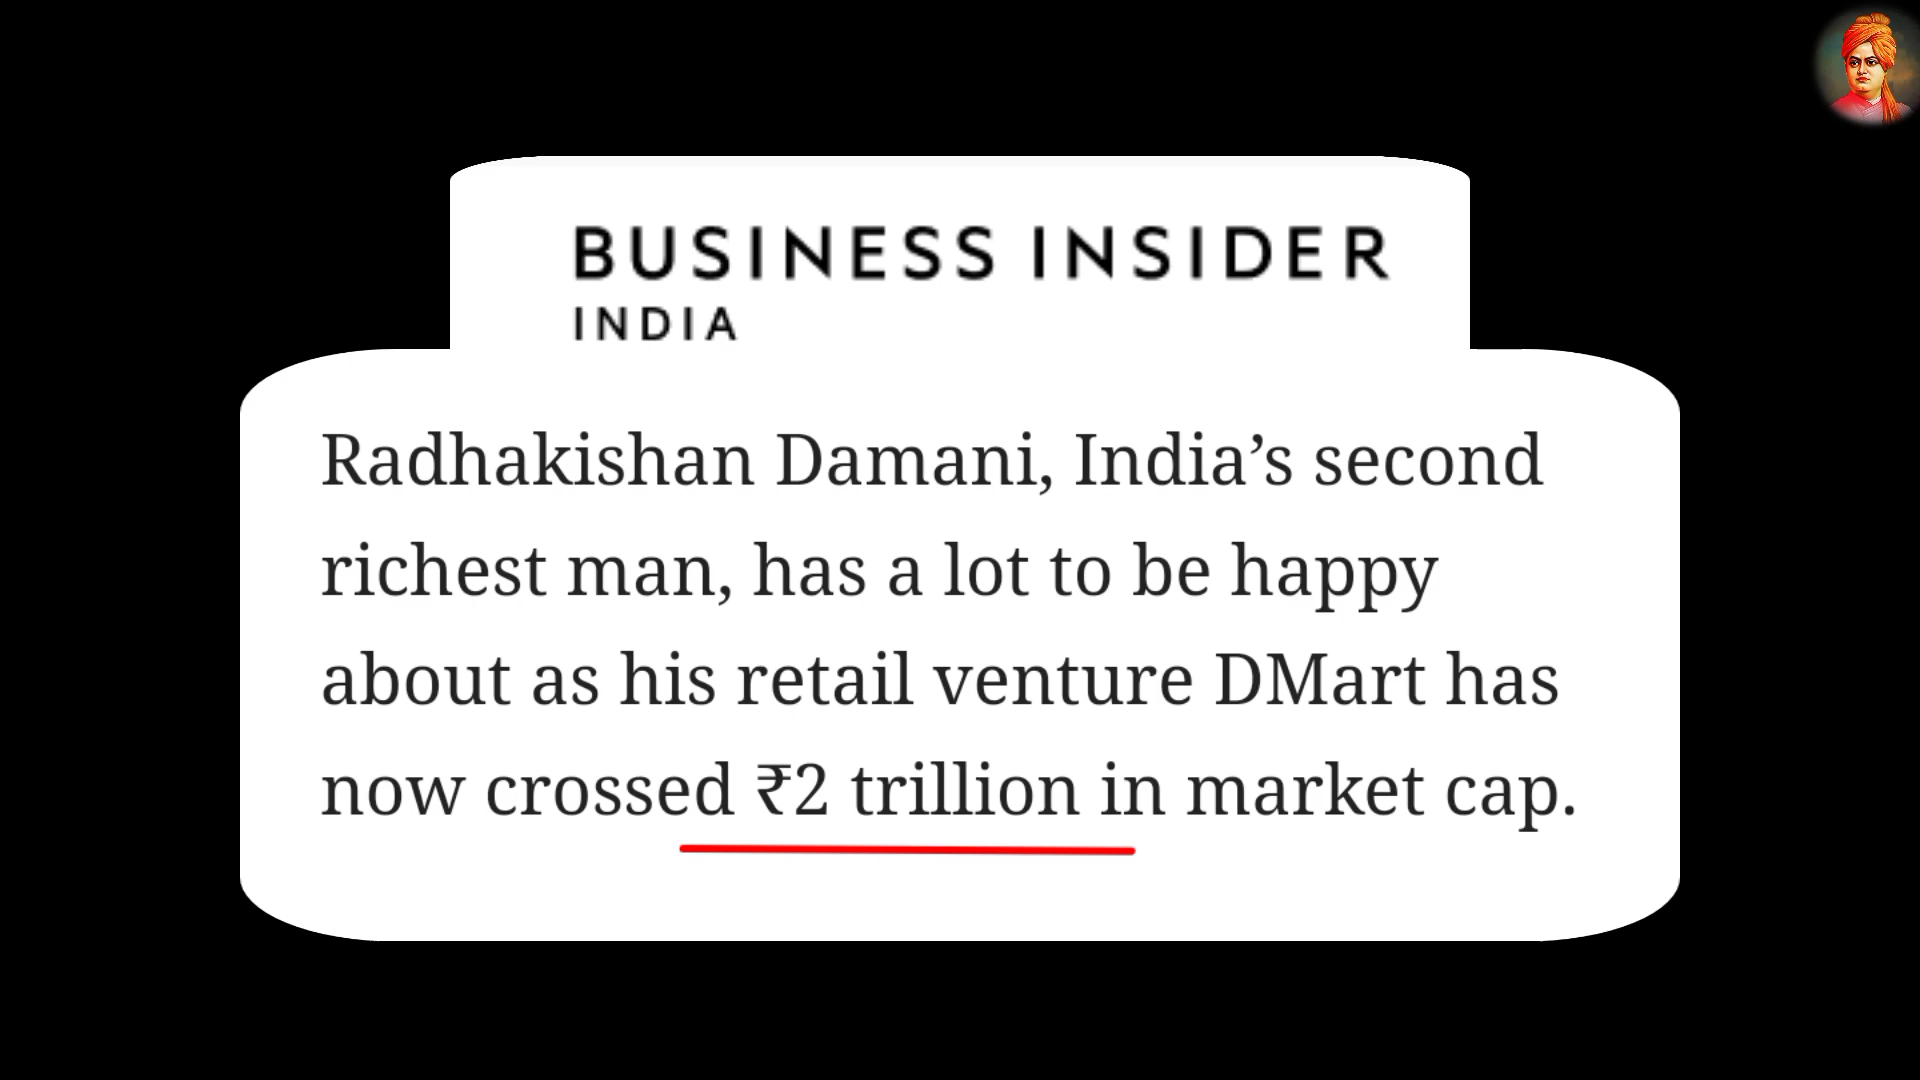 BUSINESS INSIDER
INDIA
Radhakishan Damani, India’s second
richest man, has a lot to be happy
about as his retail venture DMart has
now crossed ₹2 trillion in market cap.